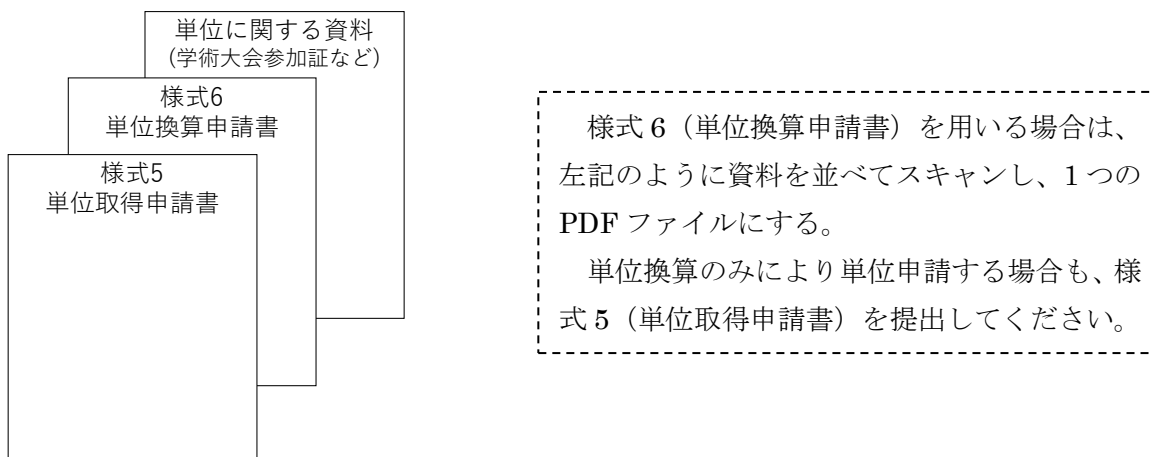 単位に関する資料
(学術大会参加証など)
様式6
単位換算申請書
様式5
単位取得申請書
様式 6（単位換算申請書）を用いる場合は、
左記のように資料を並べてスキャンし、1 つの
PDF ファイルにする。
単位換算のみにより単位申請する場合も、様
式 5（単位取得申請書）を提出してください。